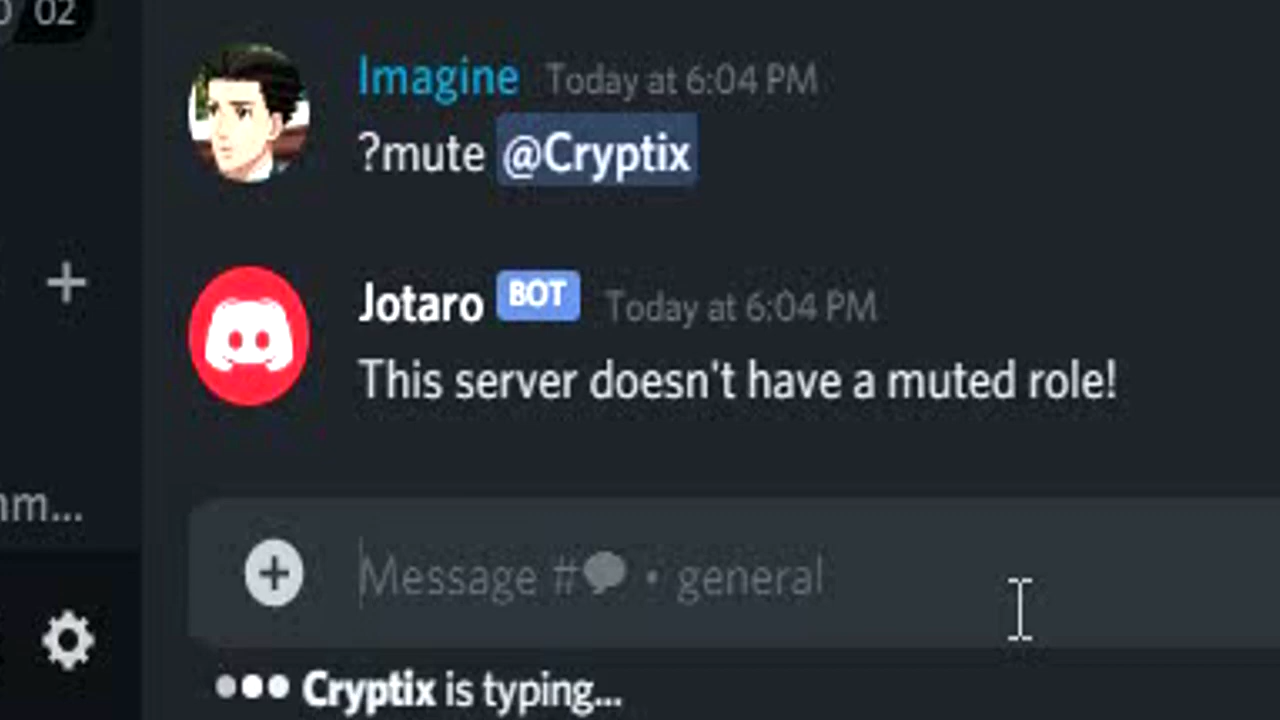 02
Imagine Today at 6:04 PM
?mute @Cryptix
Jotaro BOT Today at 6:04 PM
This server doesn't have a muted role!
Message # • general
Cryptix is typing...